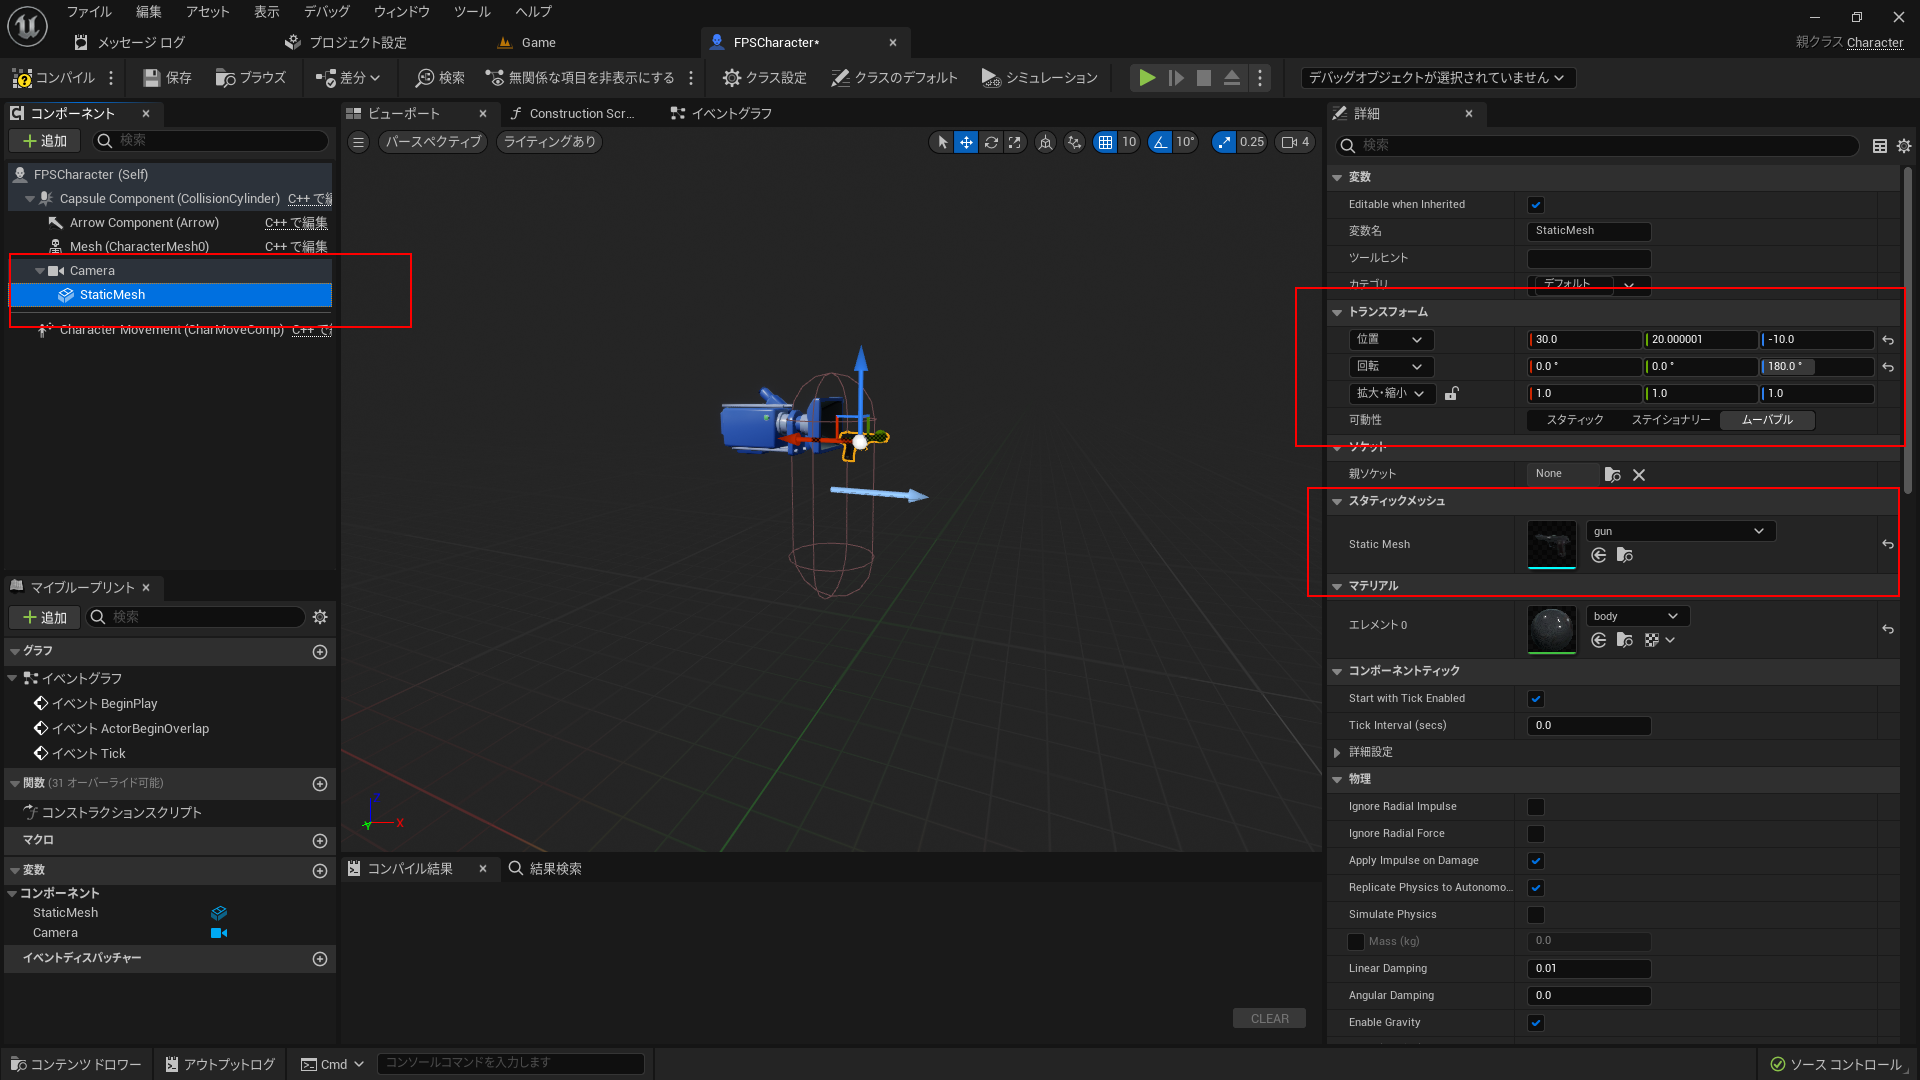 ファイル 編集 アセット 表示 デバッグ ウィンドウ ツール ヘルプ
メッセージ ログ プロジェクト設定 Game FPSCharacter*
親クラス Character
コンパイル 保存 ブラウズ 差分 検索 無関係な項目を非表示にする クラス設定 クラスのデフォルト シミュレーション デバッグオブジェクトが選択されていません
コンポーネント
追加 検索
FPSCharacter (Self)
Capsule Component (CollisionCylinder) C++ で編
Arrow Component (Arrow) C++ で編集
Mesh (CharacterMesh0) C++ で編集
Camera
StaticMesh
Character Movement (CharMoveComp) C++ で
マイブループリント
追加 検索
グラフ
イベントグラフ
イベント BeginPlay
イベント ActorBeginOverlap
イベント Tick
関数 (31 オーバーライド可能)
コンストラクションスクリプト
マクロ
変数
コンポーネント
StaticMesh
Camera
イベントディスパッチャー
ビューポート Construction Scr... イベントグラフ
パースペクティブ ライティングあり 10 10° 0.25 4
Z
X
Y
コンパイル結果 結果検索
CLEAR
詳細
検索
変数
Editable when Inherited
変数名 StaticMesh
ツールヒント
カテゴリ デフォルト
トランスフォーム
位置 30.0 20.000001 -10.0
回転 0.0 ° 0.0 ° 180.0 °
拡大・縮小 1.0 1.0 1.0
可動性 スタティック ステイショナリー ムーバブル
ソケット
親ソケット None
スタティックメッシュ
Static Mesh gun
マテリアル
エレメント 0 body
コンポーネントティック
Start with Tick Enabled
Tick Interval (secs) 0.0
詳細設定
物理
Ignore Radial Impulse
Ignore Radial Force
Apply Impulse on Damage
Replicate Physics to Autonomo...
Simulate Physics
Mass (kg) 0.0
Linear Damping 0.01
Angular Damping 0.0
Enable Gravity
コンテンツ ドロワー アウトプットログ Cmd コンソールコマンドを入力します ソース コントロール